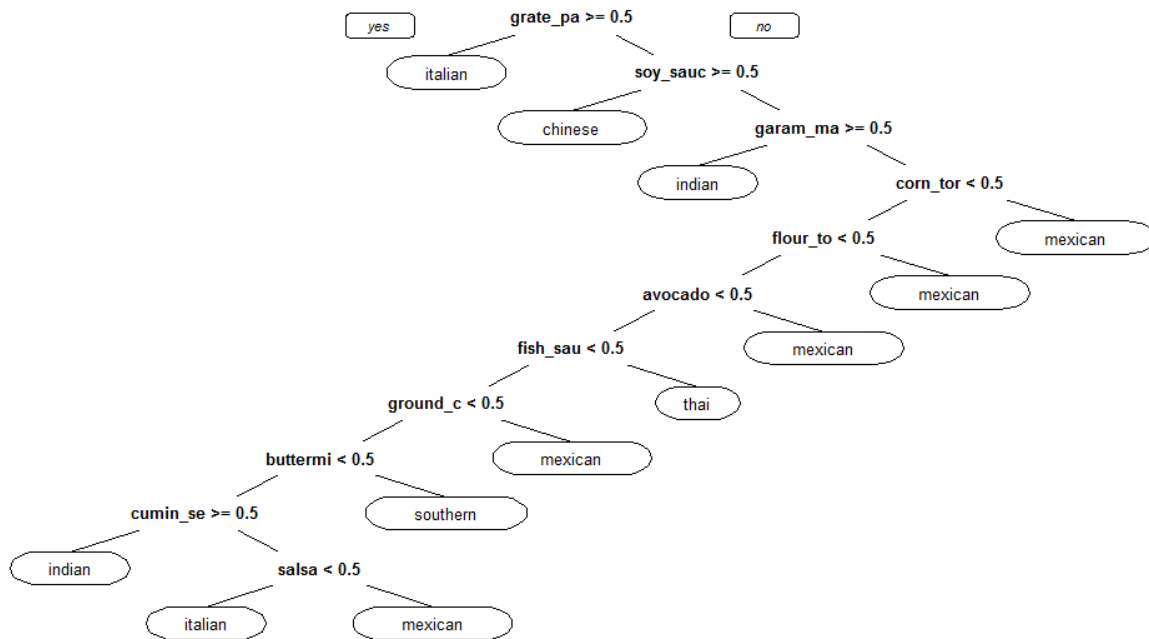 yes
grate_pa >= 0.5
no
italian
soy_sauc >= 0.5
chinese
garam_ma >= 0.5
indian
corn_tor < 0.5
flour_to < 0.5
mexican
avocado < 0.5
mexican
fish_sau < 0.5
mexican
ground_c < 0.5
thai
buttermi < 0.5
mexican
cumin_se >= 0.5
southern
indian
salsa < 0.5
italian
mexican